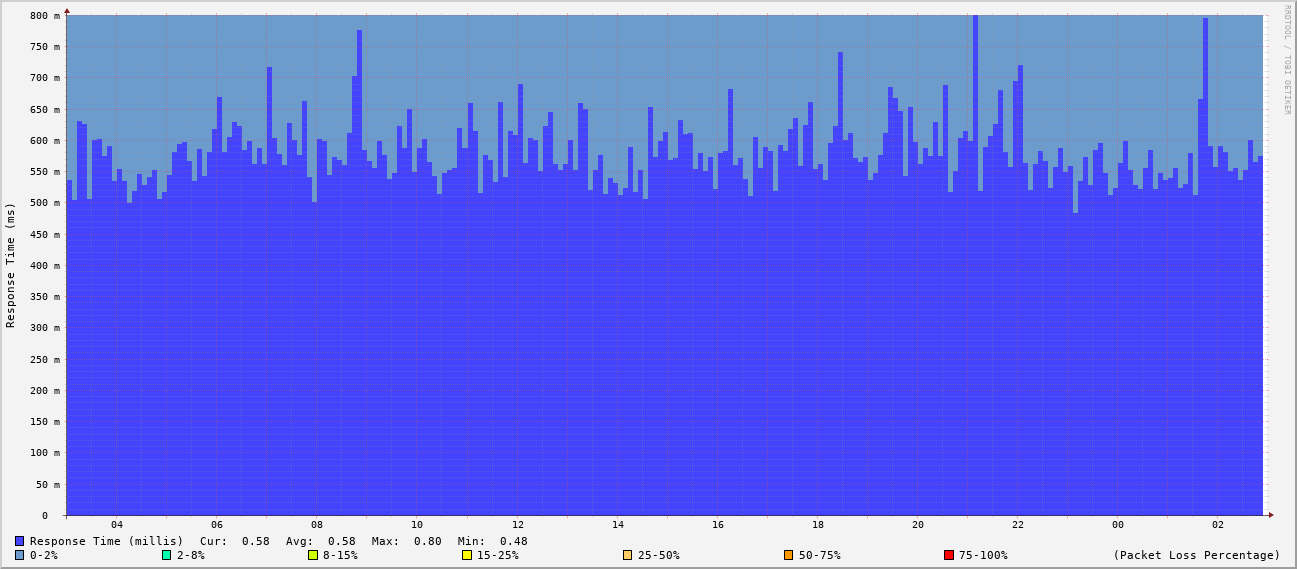 RRDTOOL / TOBI OETIKER
Response Time (ms)
800 m
750 m
700 m
650 m
600 m
550 m
500 m
450 m
400 m
350 m
300 m
250 m
200 m
150 m
100 m
50 m
0
04 06 08 10 12 14 16 18 20 22 00 02
Response Time (millis) Cur: 0.58 Avg: 0.58 Max: 0.80 Min: 0.48
0-2% 2-8% 8-15% 15-25% 25-50% 50-75% 75-100% (Packet Loss Percentage)